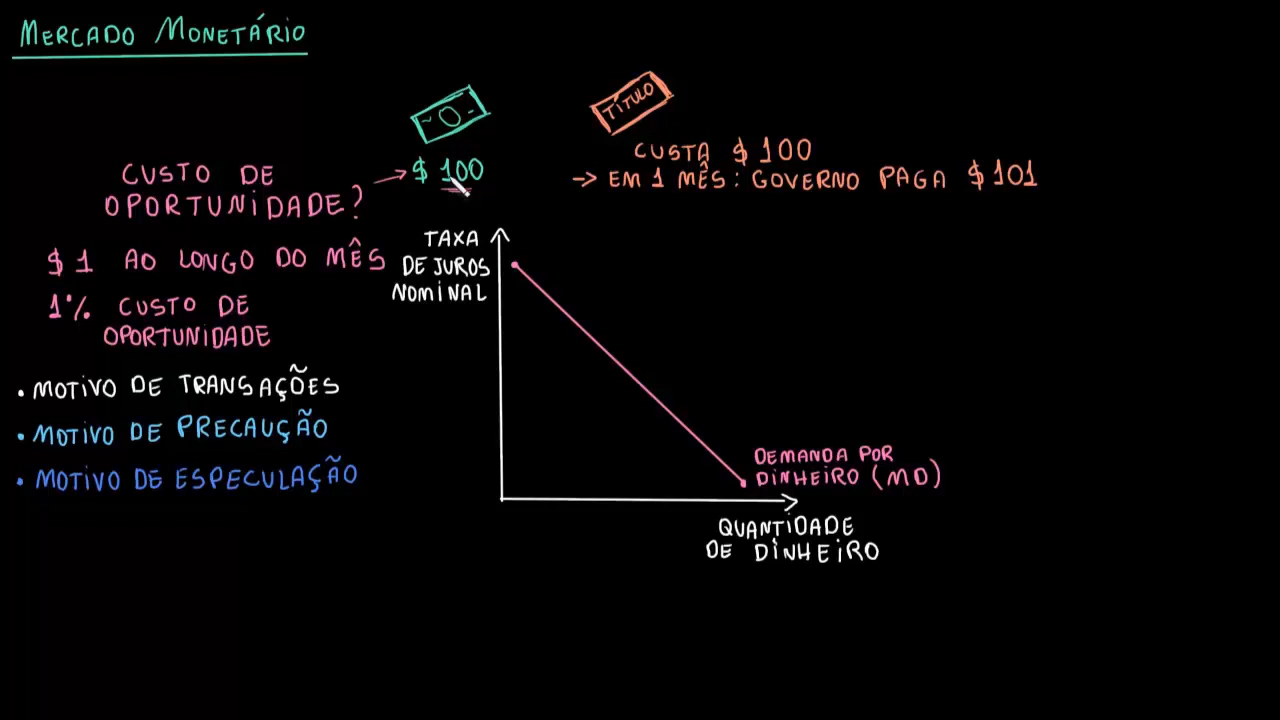 MERCADO MONETÁRIO
TÍTULO
CUSTA $ 100
CUSTO DE
OPORTUNIDADE?
$ 100
→ EM 1 MÊS: GOVERNO PAGA $ 101
$ 1 AO LONGO DO MÊS
1% CUSTO DE
OPORTUNIDADE
• MOTIVO DE TRANSAÇÕES
• MOTIVO DE PRECAUÇÃO
• MOTIVO DE ESPECULAÇÃO
TAXA
DE JUROS
NOMINAL
DEMANDA POR
DINHEIRO (MD)
QUANTIDADE
DE DINHEIRO